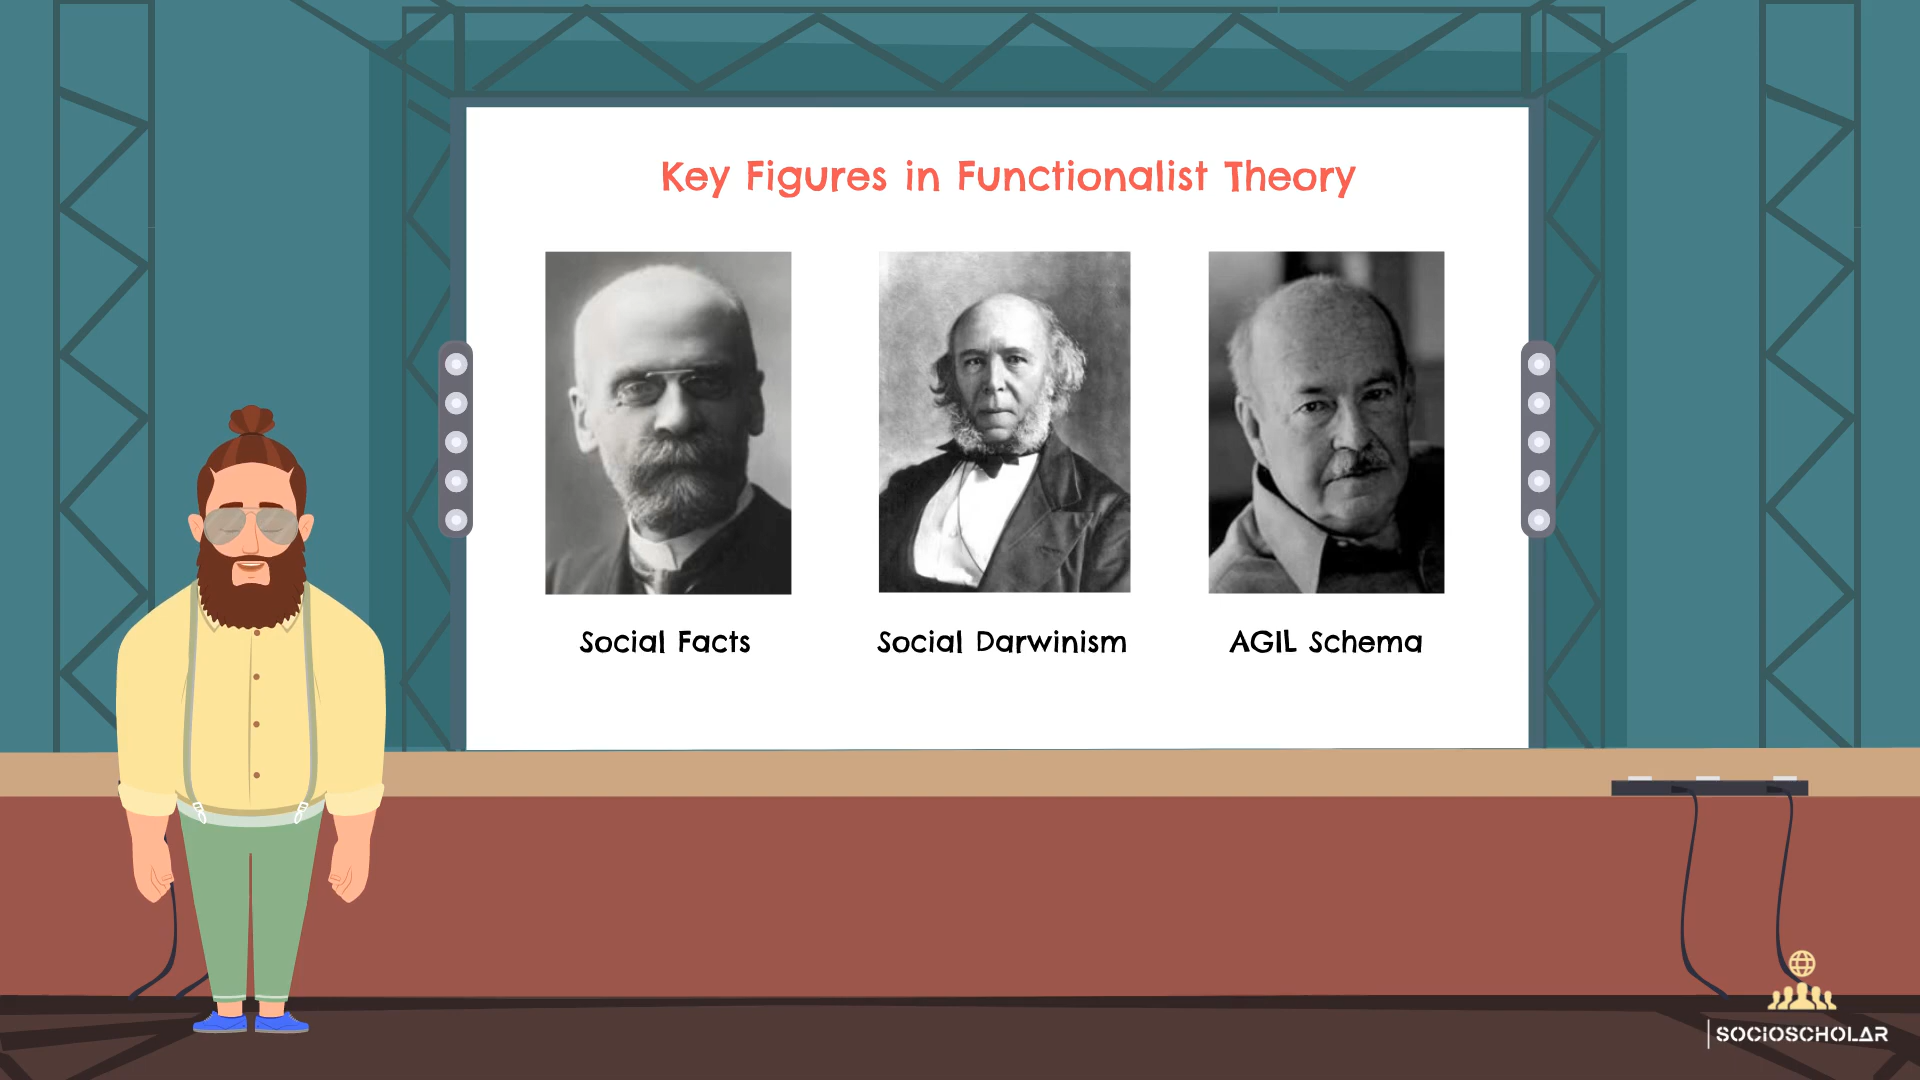 Key Figures in Functionalist Theory
Social Facts
Social Darwinism
AGIL Schema
SOCIOSCHOLAR